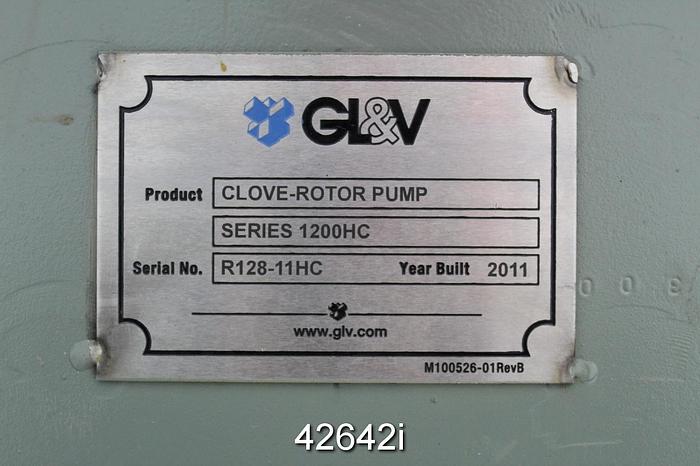 GL&V
Product CLOVE-ROTOR PUMP
SERIES 1200HC
Serial No. R128-11HC Year Built 2011
www.glv.com
M100526-01RevB
300
42642i